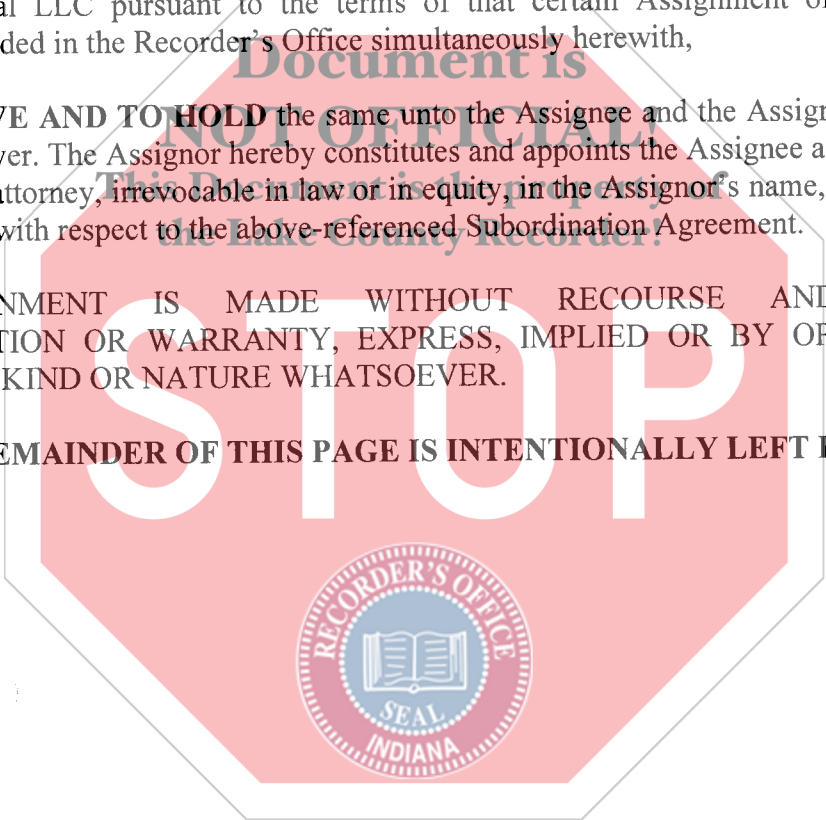 al LLC pursuant to the terms of that certain Assignment of
ded in the Recorder's Office simultaneously herewith,
Document is
VE AND TO HOLD the same unto the Assignee and the Assign
NOT OFFICIAL!
ver. The Assignor hereby constitutes and appoints the Assignee a
attorney, irrevocable in law or in equity, in the Assignor's name,
This Document is the property of
with respect to the above-referenced Subordination Agreement.
the Lake County Recorder!
NMENT IS MADE WITHOUT RECOURSE AND
TION OR WARRANTY, EXPRESS, IMPLIED OR BY OP
KIND OR NATURE WHATSOEVER.
STOP
EMAINDER OF THIS PAGE IS INTENTIONALLY LEFT
RECORDER'S OFFICE
SEAL
INDIANA